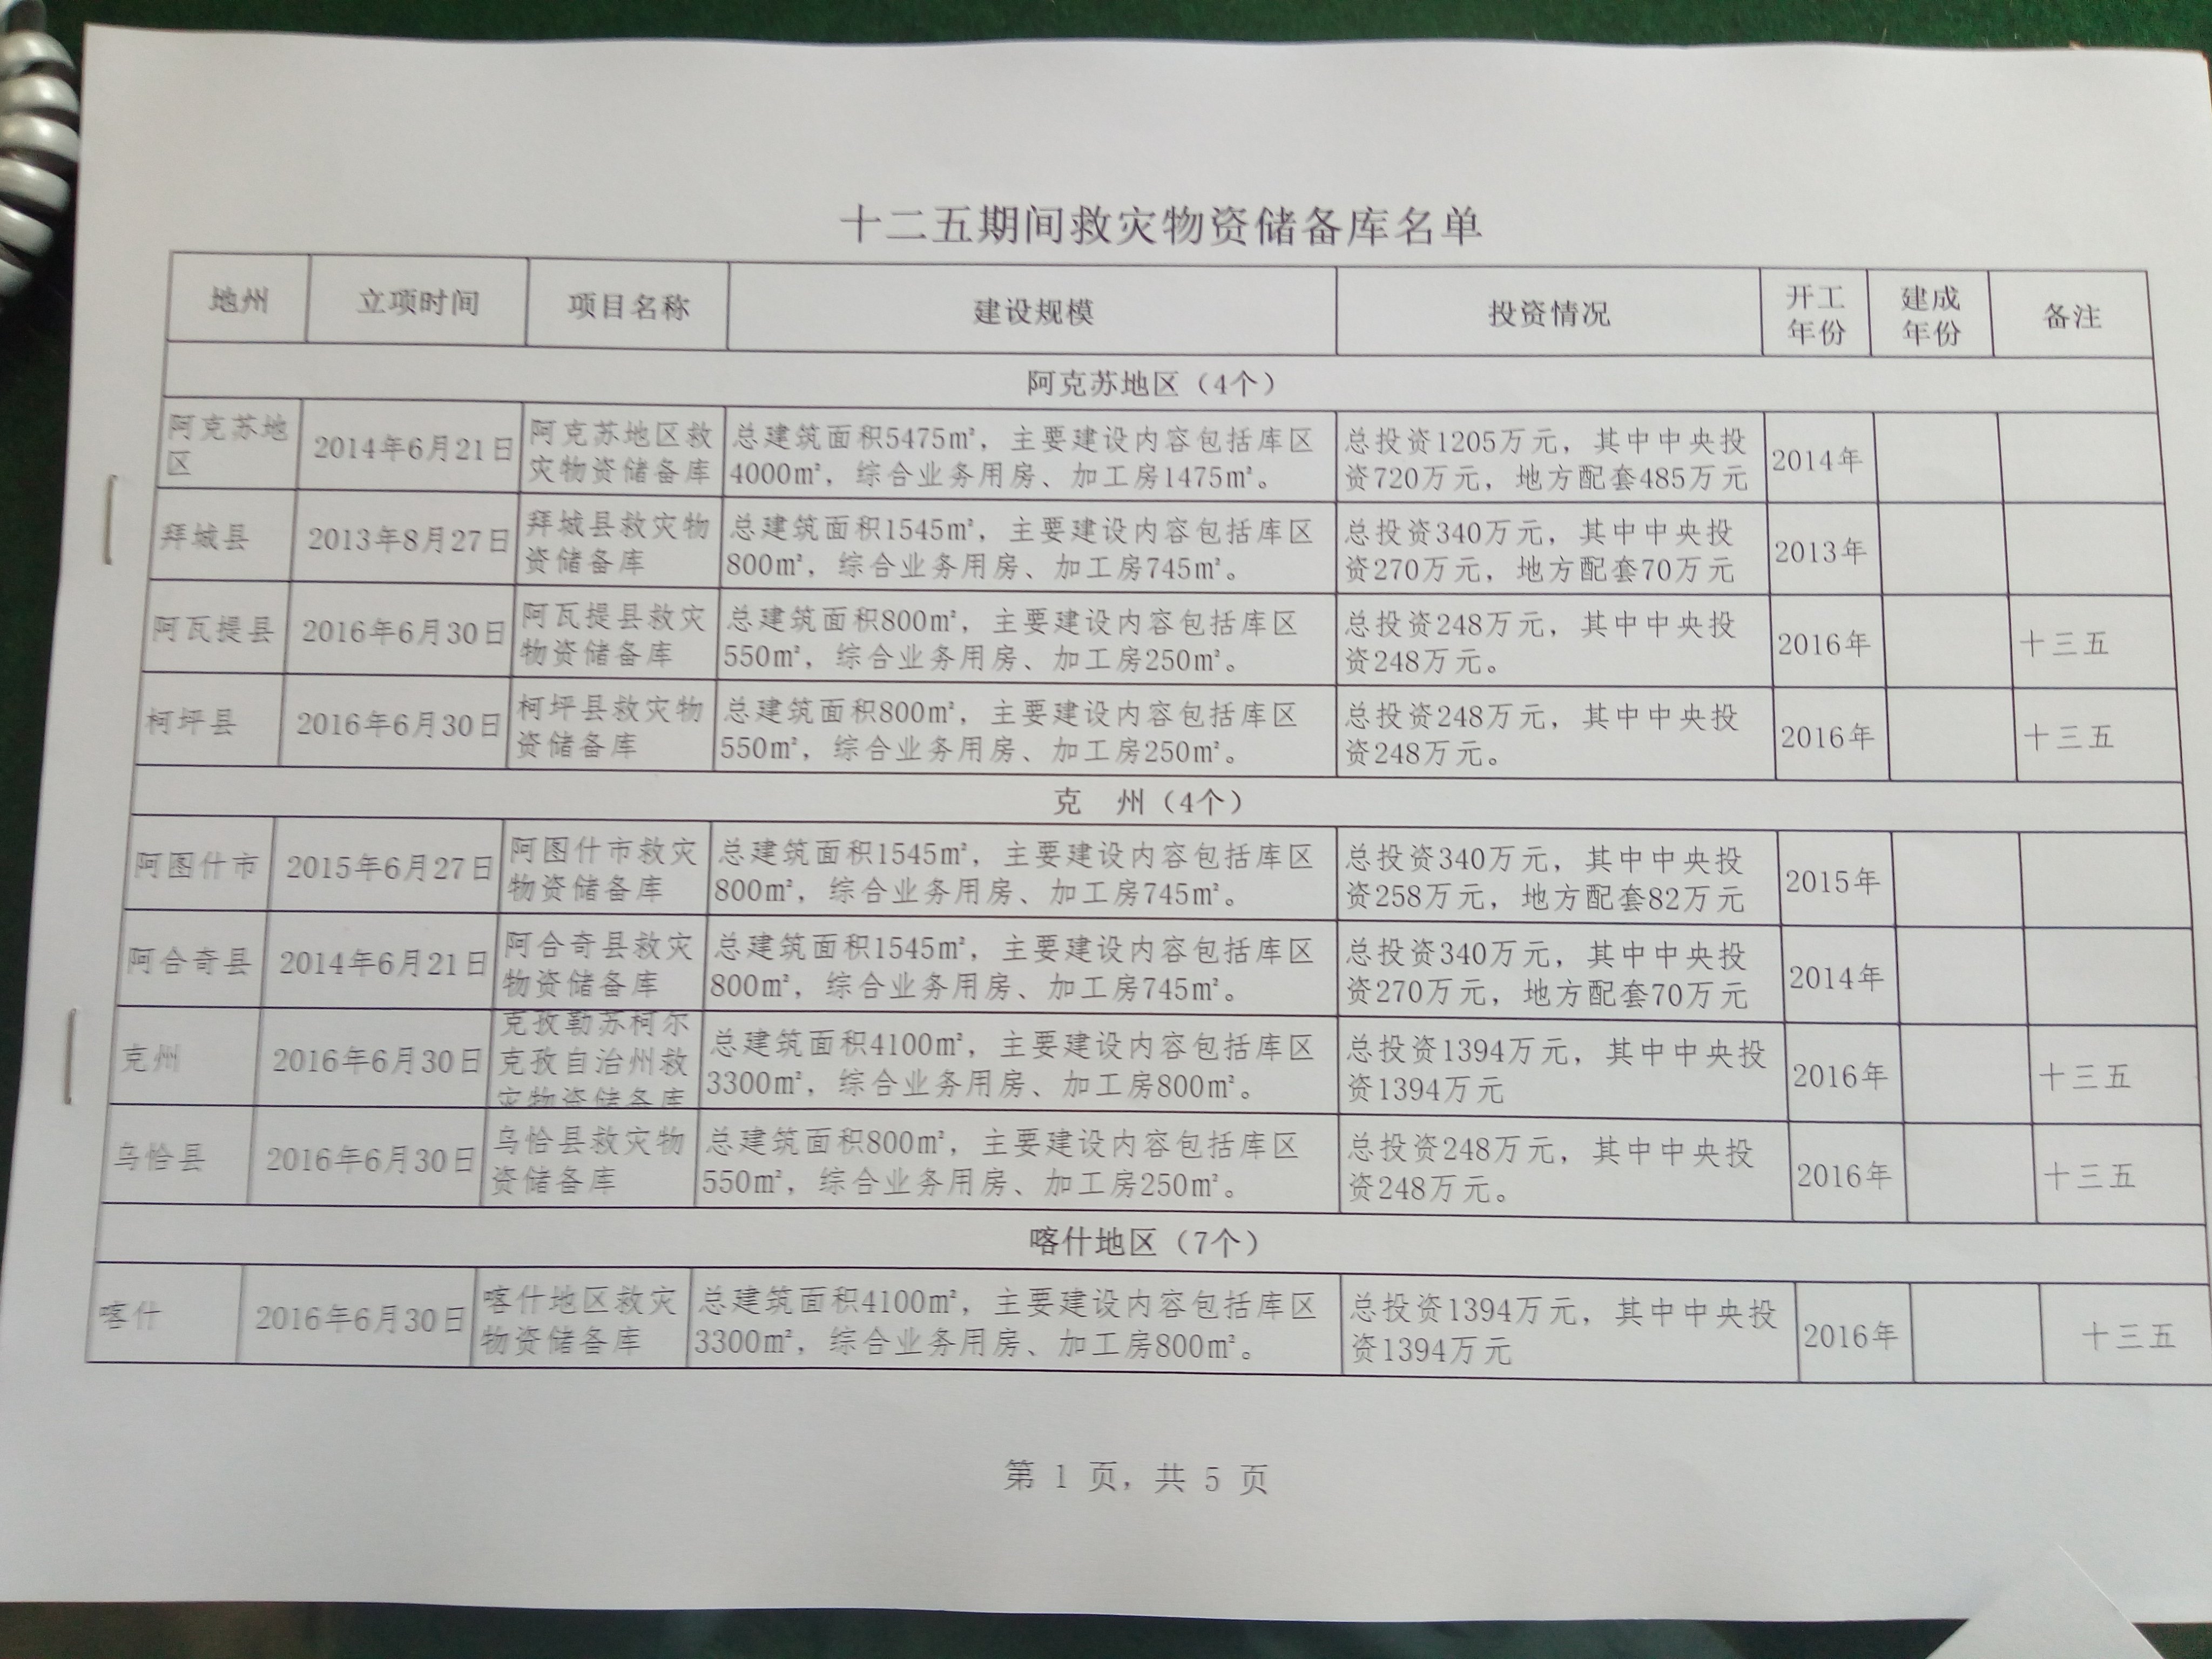 十二五期间救灾物资储备库名单
地州 立项时间 项目名称 建设规模 投资情况 开工年份 建成年份 备注
阿克苏地区（4个）
阿克苏地区 2014年6月21日 阿克苏地区救灾物资储备库 总建筑面积5475㎡，主要建设内容包括库区4000㎡，综合业务用房、加工房1475㎡。 总投资1205万元，其中中央投资720万元，地方配套485万元 2014年
拜城县 2013年8月27日 拜城县救灾物资储备库 总建筑面积1545㎡，主要建设内容包括库区800㎡，综合业务用房、加工房745㎡。 总投资340万元，其中中央投资270万元，地方配套70万元 2013年
阿瓦提县 2016年6月30日 阿瓦提县救灾物资储备库 总建筑面积800㎡，主要建设内容包括库区550㎡，综合业务用房、加工房250㎡。 总投资248万元，其中中央投资248万元。 2016年 十三五
柯坪县 2016年6月30日 柯坪县救灾物资储备库 总建筑面积800㎡，主要建设内容包括库区550㎡，综合业务用房、加工房250㎡。 总投资248万元，其中中央投资248万元。 2016年 十三五
克 州（4个）
阿图什市 2015年6月27日 阿图什市救灾物资储备库 总建筑面积1545㎡，主要建设内容包括库区800㎡，综合业务用房、加工房745㎡。 总投资340万元，其中中央投资258万元，地方配套82万元 2015年
阿合奇县 2014年6月21日 阿合奇县救灾物资储备库 总建筑面积1545㎡，主要建设内容包括库区800㎡，综合业务用房、加工房745㎡。 总投资340万元，其中中央投资270万元，地方配套70万元 2014年
克州 2016年6月30日 克孜勒苏柯尔克孜自治州救灾物资储备库 总建筑面积4100㎡，主要建设内容包括库区3300㎡，综合业务用房、加工房800㎡。 总投资1394万元，其中中央投资1394万元 2016年 十三五
乌恰县 2016年6月30日 乌恰县救灾物资储备库 总建筑面积800㎡，主要建设内容包括库区550㎡，综合业务用房、加工房250㎡。 总投资248万元，其中中央投资248万元。 2016年 十三五
喀什地区（7个）
喀什 2016年6月30日 喀什地区救灾物资储备库 总建筑面积4100㎡，主要建设内容包括库区3300㎡，综合业务用房、加工房800㎡。 总投资1394万元，其中中央投资1394万元 2016年 十三五
第 1 页，共 5 页